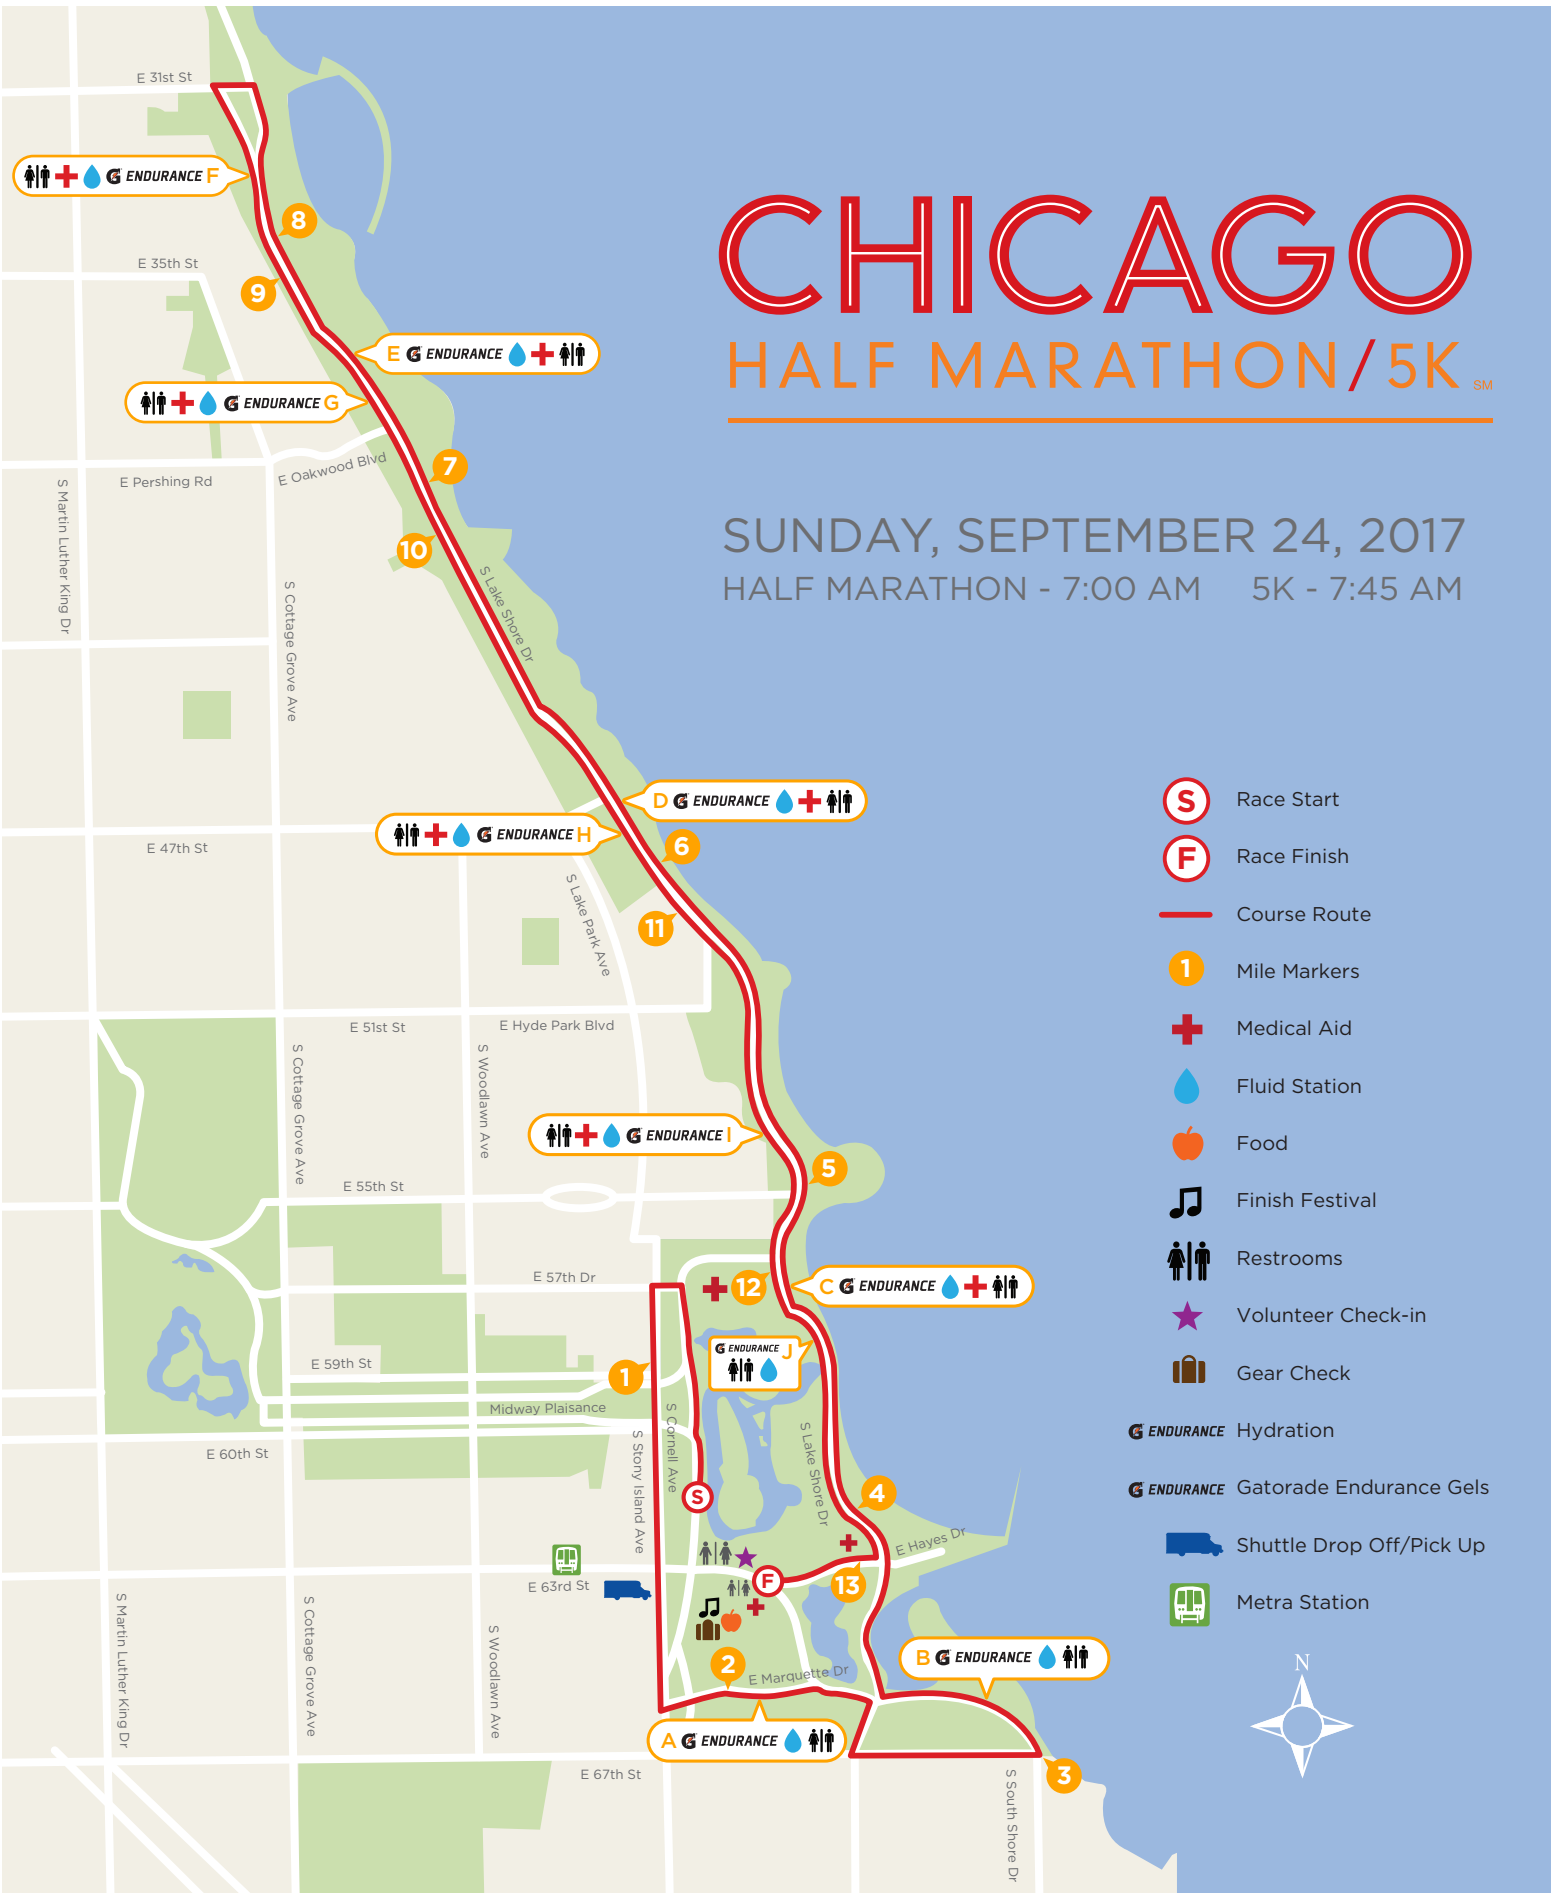 CHICAGO
HALF MARATHON/5K SM
SUNDAY, SEPTEMBER 24, 2017
HALF MARATHON - 7:00 AM 5K - 7:45 AM
E 31st St
ENDURANCE F
8
E 35th St
9
E G ENDURANCE
G ENDURANCE G
7
E Pershing Rd
E Oakwood Blvd
S Martin Luther King Dr
10
S Lake Shore Dr
S Cottage Grove Ave
D G ENDURANCE
G ENDURANCE H
E 47th St
6
S Lake Park Ave
11
E 51st St
E Hyde Park Blvd
S Cottage Grove Ave
S Woodlawn Ave
G ENDURANCE I
5
E 55th St
E 57th Dr
12
C G ENDURANCE
G ENDURANCE J
E 59th St
1
Midway Plaisance
E 60th St
S Cornell Ave
S Stony Island Ave
S Lake Shore Dr
S
4
E Hayes Dr
E 63rd St
F
13
S Martin Luther King Dr
S Cottage Grove Ave
S Woodlawn Ave
2
E Marquette Dr
B G ENDURANCE
A G ENDURANCE
E 67th St
3
S South Shore Dr
S Race Start
F Race Finish
Course Route
1 Mile Markers
Medical Aid
Fluid Station
Food
Finish Festival
Restrooms
Volunteer Check-in
Gear Check
G ENDURANCE Hydration
G ENDURANCE Gatorade Endurance Gels
Shuttle Drop Off/Pick Up
Metra Station
N